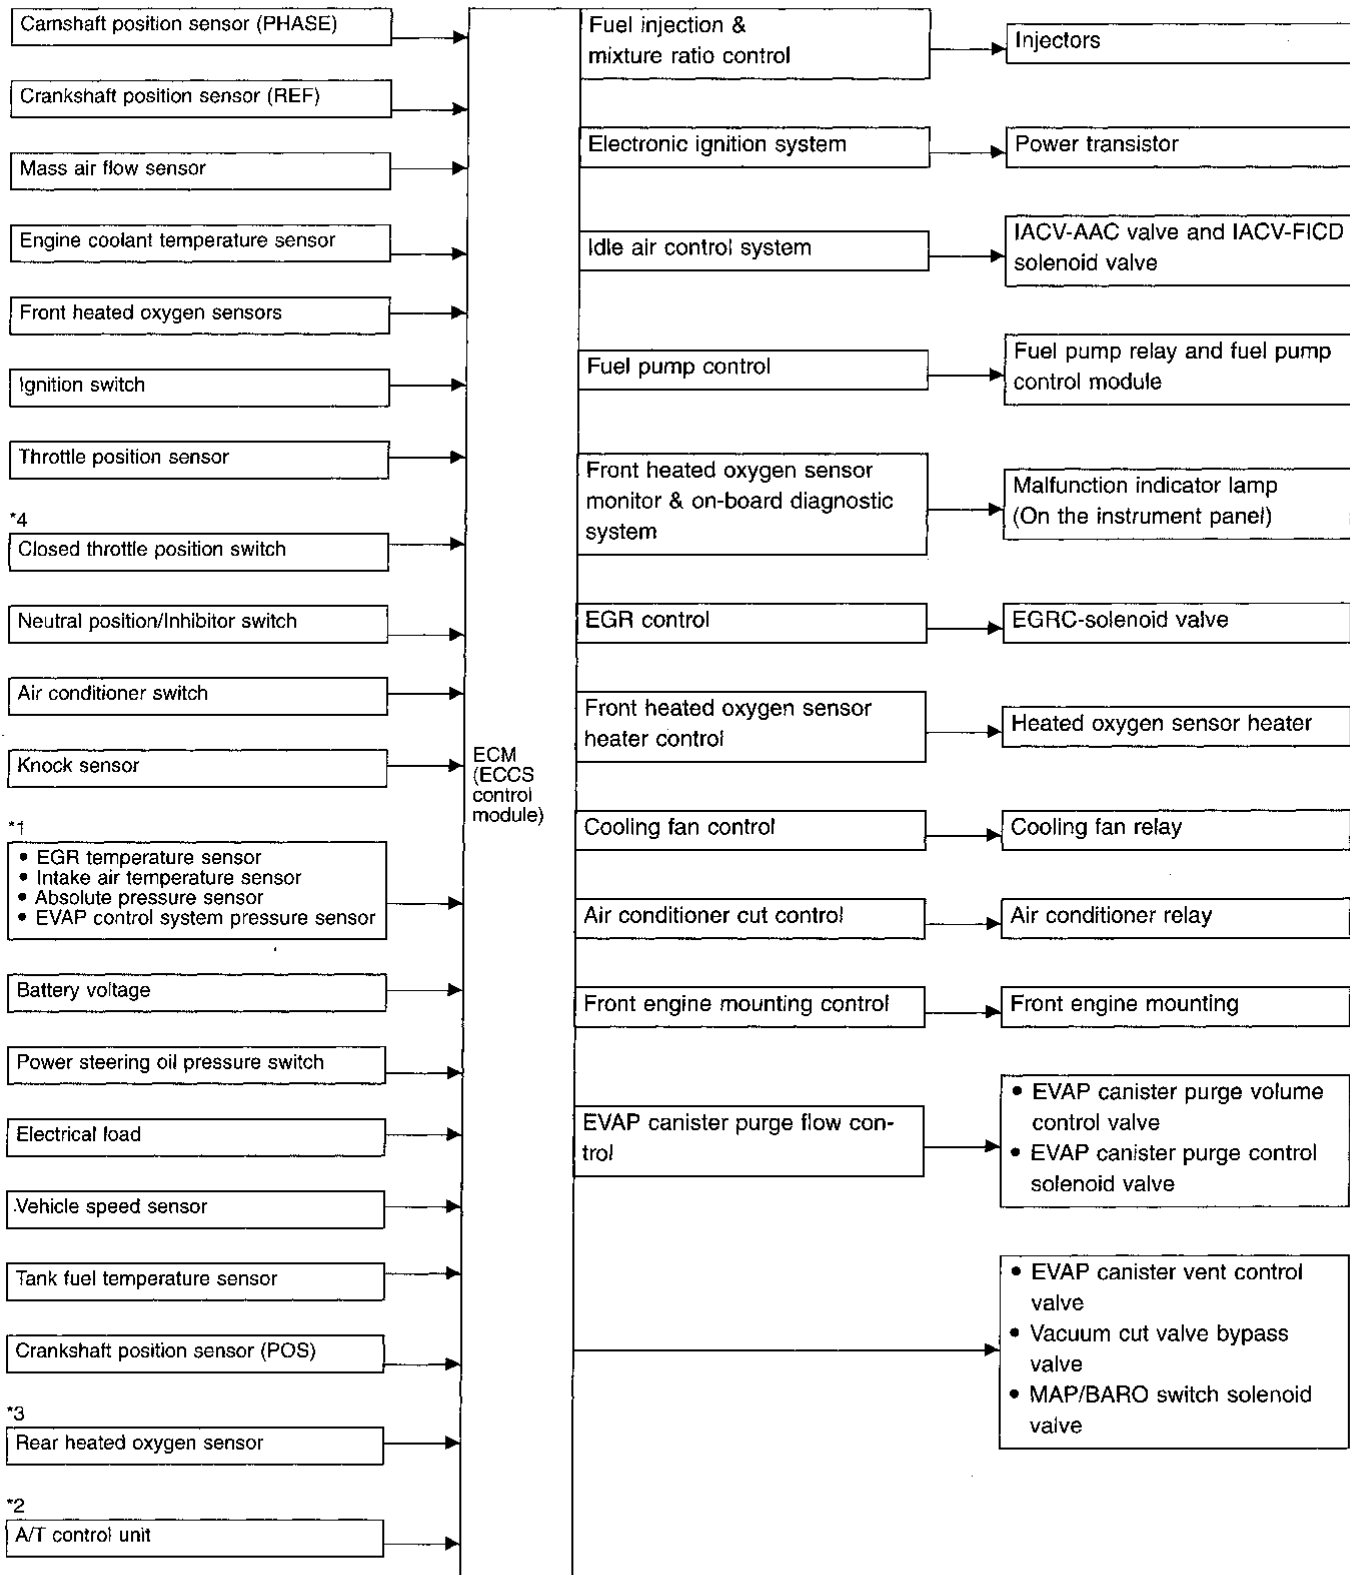 Camshaft position sensor (PHASE)
Crankshaft position sensor (REF)
Mass air flow sensor
Engine coolant temperature sensor
Front heated oxygen sensors
Ignition switch
Throttle position sensor
*4
Closed throttle position switch
Neutral position/Inhibitor switch
Air conditioner switch
Knock sensor
*1
• EGR temperature sensor
• Intake air temperature sensor
• Absolute pressure sensor
• EVAP control system pressure sensor
Battery voltage
Power steering oil pressure switch
Electrical load
Vehicle speed sensor
Tank fuel temperature sensor
Crankshaft position sensor (POS)
*3
Rear heated oxygen sensor
*2
A/T control unit
ECM
(ECCS
control
module)
Fuel injection &
mixture ratio control
Injectors
Electronic ignition system
Power transistor
Idle air control system
IACV-AAC valve and IACV-FICD
solenoid valve
Fuel pump control
Fuel pump relay and fuel pump
control module
Front heated oxygen sensor
monitor & on-board diagnostic
system
Malfunction indicator lamp
(On the instrument panel)
EGR control
EGRC-solenoid valve
Front heated oxygen sensor
heater control
Heated oxygen sensor heater
Cooling fan control
Cooling fan relay
Air conditioner cut control
Air conditioner relay
Front engine mounting control
Front engine mounting
EVAP canister purge flow con-
trol
• EVAP canister purge volume
control valve
• EVAP canister purge control
solenoid valve
• EVAP canister vent control
valve
• Vacuum cut valve bypass
valve
• MAP/BARO switch solenoid
valve